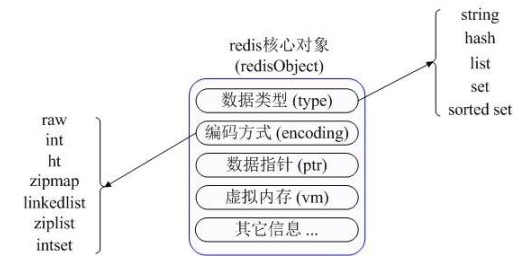 redis核心对象
(redisObject)
数据类型 (type)
编码方式 (encoding)
数据指针 (ptr)
虚拟内存 (vm)
其它信息 ...
string
hash
list
set
sorted set
raw
int
ht
zipmap
linkedlist
ziplist
intset